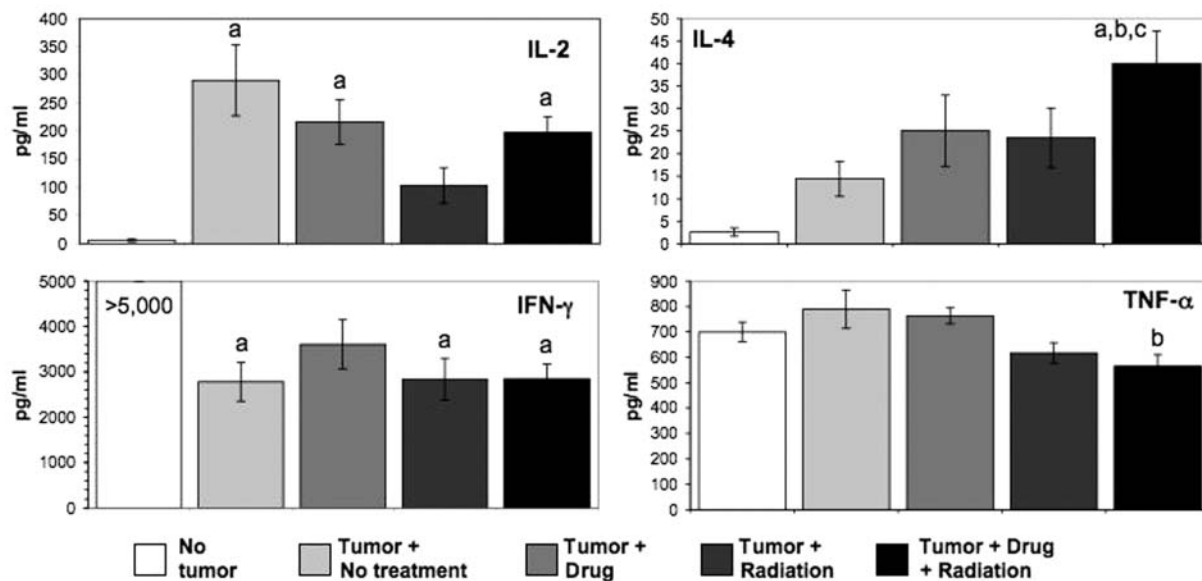 400
350
300
250
200
150
100
50
0
pg/ml
IL-2
a
a
a
50
45
40
35
30
25
20
15
10
5
0
pg/ml
IL-4
a,b,c
5000
4000
3000
2000
1000
0
pg/ml
>5,000
IFN-γ
a
a
a
900
800
700
600
500
400
300
200
100
0
pg/ml
TNF-α
b
No
tumor
Tumor +
No treatment
Tumor +
Drug
Tumor +
Radiation
Tumor + Drug
+ Radiation